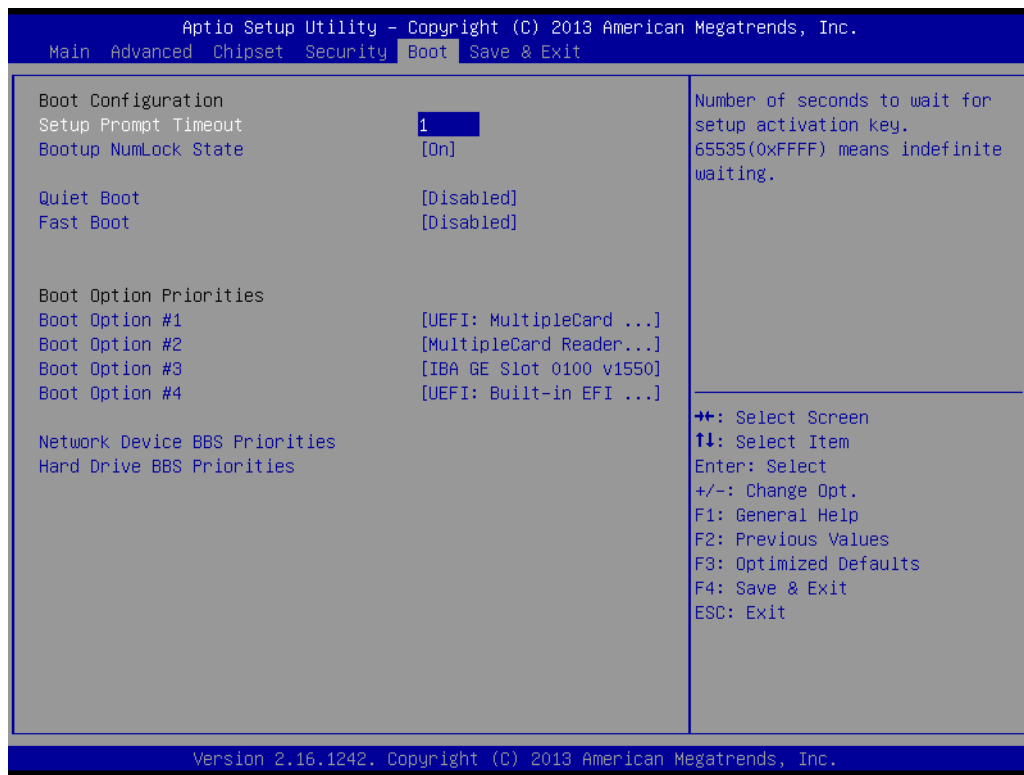 Aptio Setup Utility – Copyright (C) 2013 American Megatrends, Inc.
Main Advanced Chipset Security Boot Save & Exit
Boot Configuration
Setup Prompt Timeout 1
Bootup NumLock State [On]
Quiet Boot [Disabled]
Fast Boot [Disabled]
Boot Option Priorities
Boot Option #1 [UEFI: MultipleCard ...]
Boot Option #2 [MultipleCard Reader...]
Boot Option #3 [IBA GE Slot 0100 v1550]
Boot Option #4 [UEFI: Built-in EFI ...]
Network Device BBS Priorities
Hard Drive BBS Priorities
Number of seconds to wait for
setup activation key.
65535(0xFFFF) means indefinite
waiting.
→←: Select Screen
↑↓: Select Item
Enter: Select
+/-: Change Opt.
F1: General Help
F2: Previous Values
F3: Optimized Defaults
F4: Save & Exit
ESC: Exit
Version 2.16.1242. Copyright (C) 2013 American Megatrends, Inc.